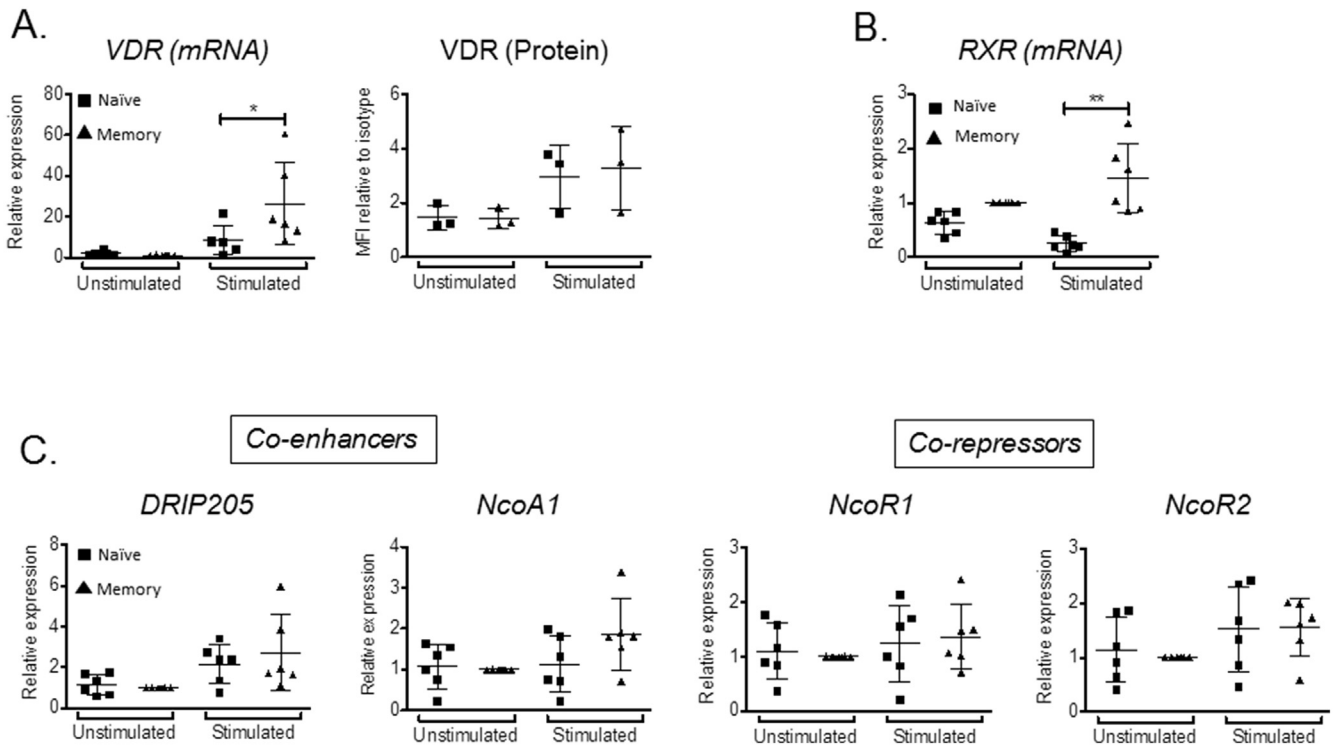 A.
VDR (mRNA)
Relative expression
80
60
40
20
0
Naïve
Memory
*
Unstimulated
Stimulated
VDR (Protein)
MFI relative to isotype
6
4
2
0
Unstimulated
Stimulated
B.
RXR (mRNA)
Relative expression
3
2
1
0
Naïve
Memory
**
Unstimulated
Stimulated
C.
Co-enhancers
Co-repressors
DRIP205
Relative expression
8
6
4
2
0
Naïve
Memory
Unstimulated
Stimulated
NcoA1
Relative expression
4
3
2
1
0
Unstimulated
Stimulated
NcoR1
Relative expression
3
2
1
0
Unstimulated
Stimulated
NcoR2
Relative expression
3
2
1
0
Unstimulated
Stimulated